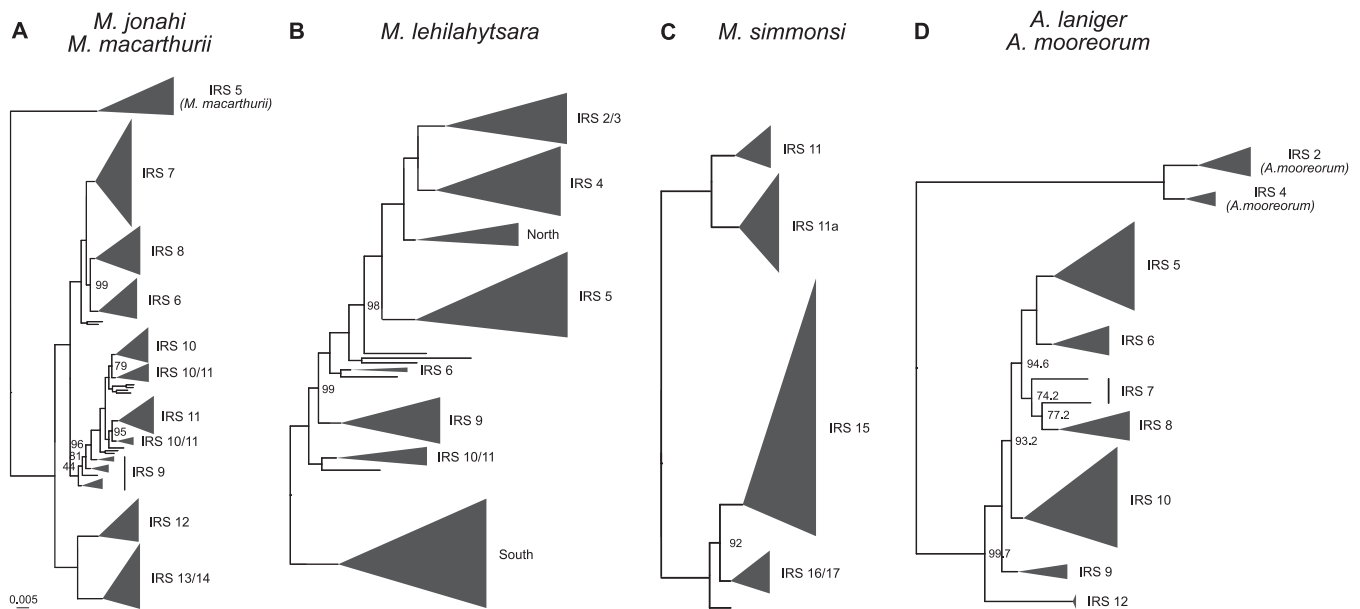 A
M. jonahi
M. macarthurii
IRS 5
(M. macarthurii)
IRS 7
IRS 8
99
IRS 6
IRS 10
79
IRS 10/11
IRS 11
95
IRS 10/11
96
81
44
IRS 9
IRS 12
IRS 13/14
0.005
B
M. lehilahytsara
IRS 2/3
IRS 4
North
IRS 5
98
IRS 6
99
IRS 9
IRS 10/11
South
C
M. simmonsi
IRS 11
IRS 11a
IRS 15
92
IRS 16/17
D
A. laniger
A. mooreorum
IRS 2
(A.mooreorum)
IRS 4
(A.mooreorum)
IRS 5
IRS 6
94.6
IRS 7
74.2
77.2
IRS 8
93.2
IRS 10
99.7
IRS 9
IRS 12